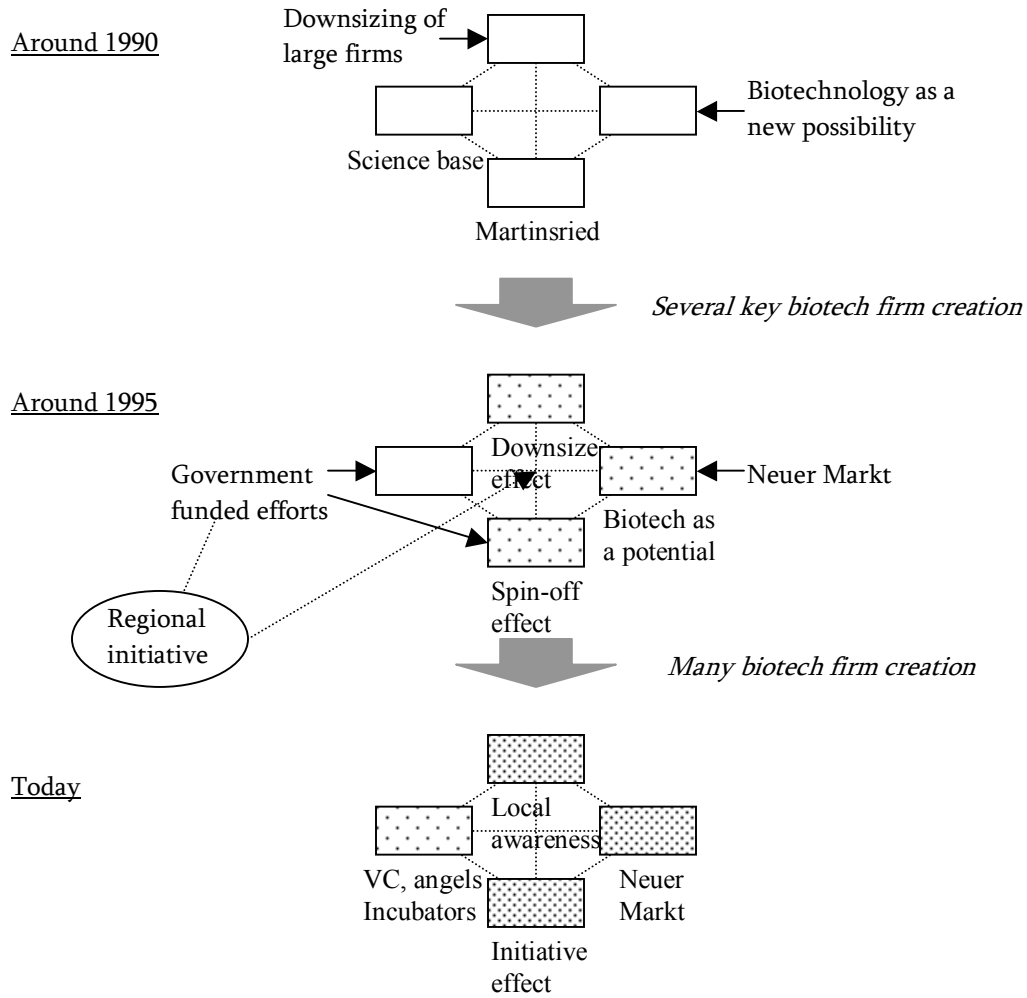 Around 1990
Downsizing of
large firms
Biotechnology as a
new possibility
Science base
Martinsried
Several key biotech firm creation
Around 1995
Government
funded efforts
Downsize
effect
Neuer Markt
Biotech as
a potential
Spin-off
effect
Regional
initiative
Many biotech firm creation
Today
Local
awareness
VC, angels
Incubators
Neuer
Markt
Initiative
effect